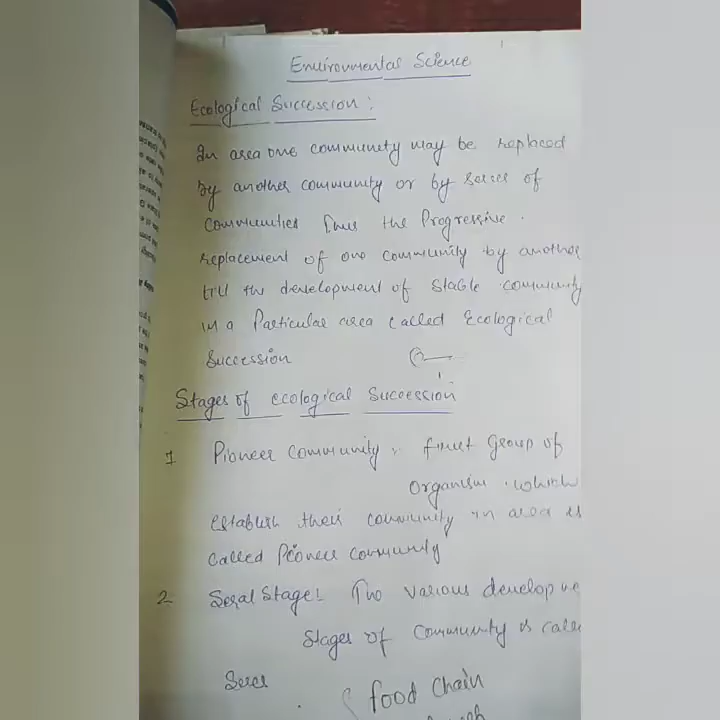 Environmental Science
Ecological Succession :
In area one community may be replaced
by another community or by series of
communities Thus the Progressive .
replacement of one community by another
till the development of stable community
in a Particular area called Ecological
Succession
Stages of ecological Succession
1 Pioneer Community : first group of
organism which
establish their community in area is
called Pioneer community
2 Seral Stage : The various develop
Stages of community is
Seres
food chain